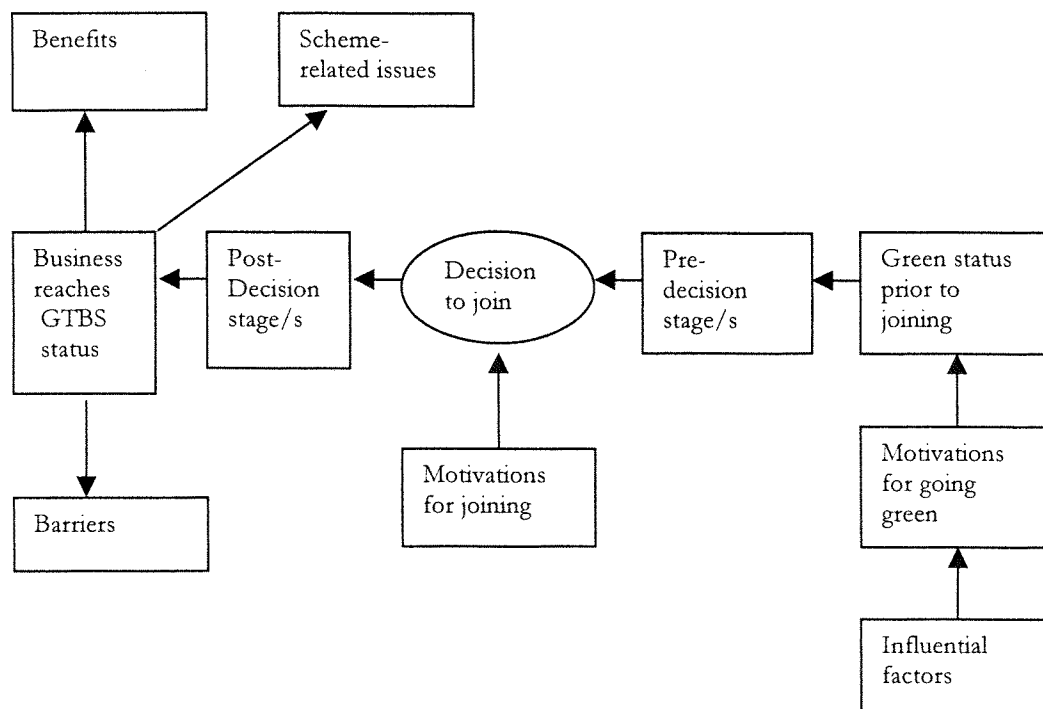 Benefits
Scheme-
related issues
Business
reaches
GTBS
status
Post-
Decision
stage/s
Decision
to join
Pre-
decision
stage/s
Green status
prior to
joining
Motivations
for joining
Motivations
for going
green
Barriers
Influential
factors